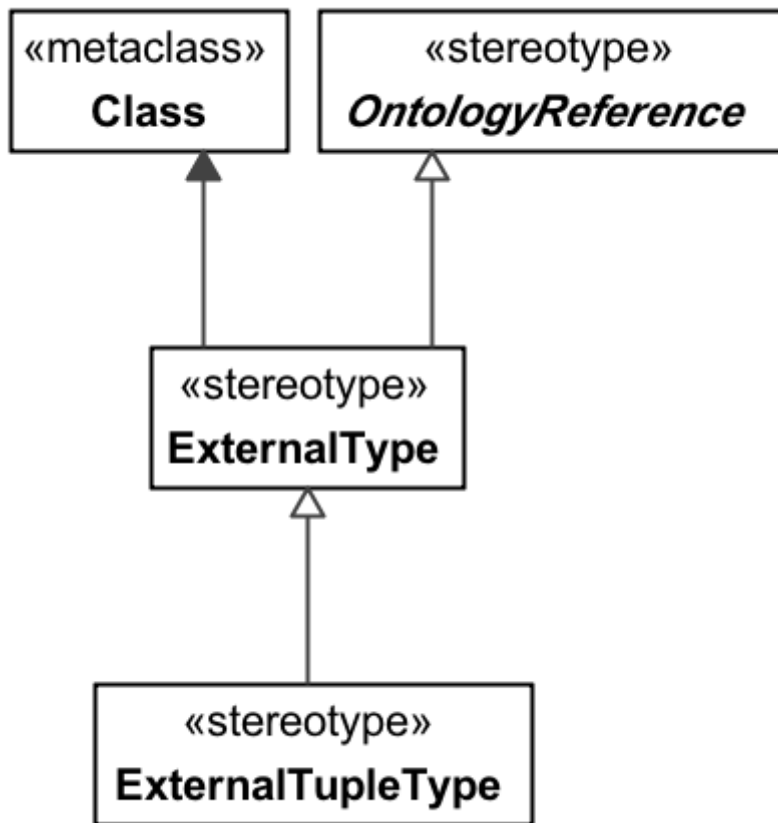 «metaclass»
Class
«stereotype»
OntologyReference
«stereotype»
ExternalType
«stereotype»
ExternalTupleType